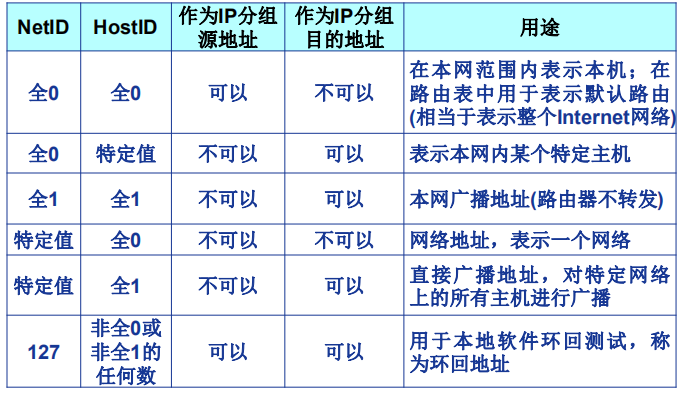 NetID HostID 作为IP分组源地址 作为IP分组目的地址 用途
全0 全0 可以 不可以 在本网范围内表示本机；在路由表中用于表示默认路由(相当于表示整个Internet网络)
全0 特定值 不可以 可以 表示本网内某个特定主机
全1 全1 不可以 可以 本网广播地址(路由器不转发)
特定值 全0 不可以 不可以 网络地址，表示一个网络
特定值 全1 不可以 可以 直接广播地址，对特定网络上的所有主机进行广播
127 非全0或非全1的任何数 可以 可以 用于本地软件环回测试，称为环回地址